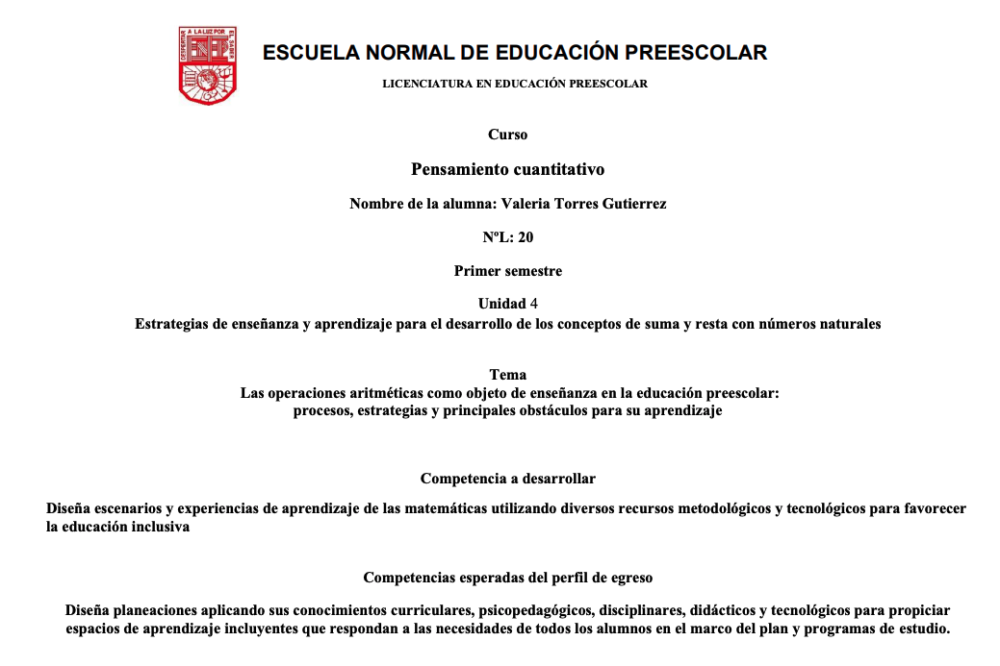 DESPERTAR A LA LUZ POR EL SABER
ESCUELA NORMAL DE EDUCACIÓN PREESCOLAR
LICENCIATURA EN EDUCACIÓN PREESCOLAR
Curso
Pensamiento cuantitativo
Nombre de la alumna: Valeria Torres Gutierrez
NºL: 20
Primer semestre
Unidad 4
Estrategias de enseñanza y aprendizaje para el desarrollo de los conceptos de suma y resta con números naturales
Tema
Las operaciones aritméticas como objeto de enseñanza en la educación preescolar:
procesos, estrategias y principales obstáculos para su aprendizaje
Competencia a desarrollar
Diseña escenarios y experiencias de aprendizaje de las matemáticas utilizando diversos recursos metodológicos y tecnológicos para favorecer
la educación inclusiva
Competencias esperadas del perfil de egreso
Diseña planeaciones aplicando sus conocimientos curriculares, psicopedagógicos, disciplinares, didácticos y tecnológicos para propiciar
espacios de aprendizaje incluyentes que respondan a las necesidades de todos los alumnos en el marco del plan y programas de estudio.